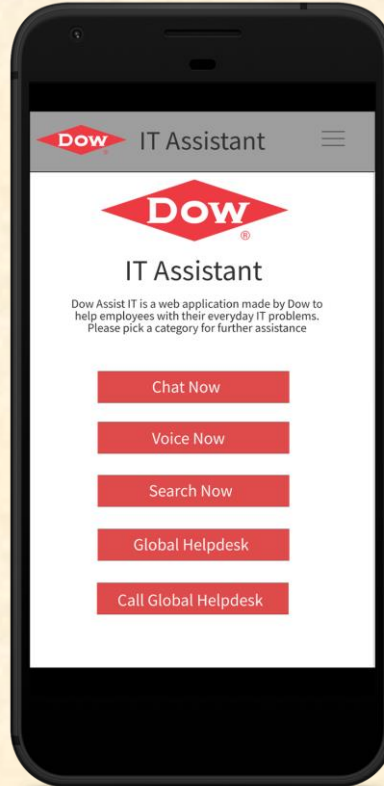 Dow IT Assistant
Dow
®
IT Assistant
Dow Assist IT is a web application made by Dow to
help employees with their everyday IT problems.
Please pick a category for further assistance
Chat Now
Voice Now
Search Now
Global Helpdesk
Call Global Helpdesk